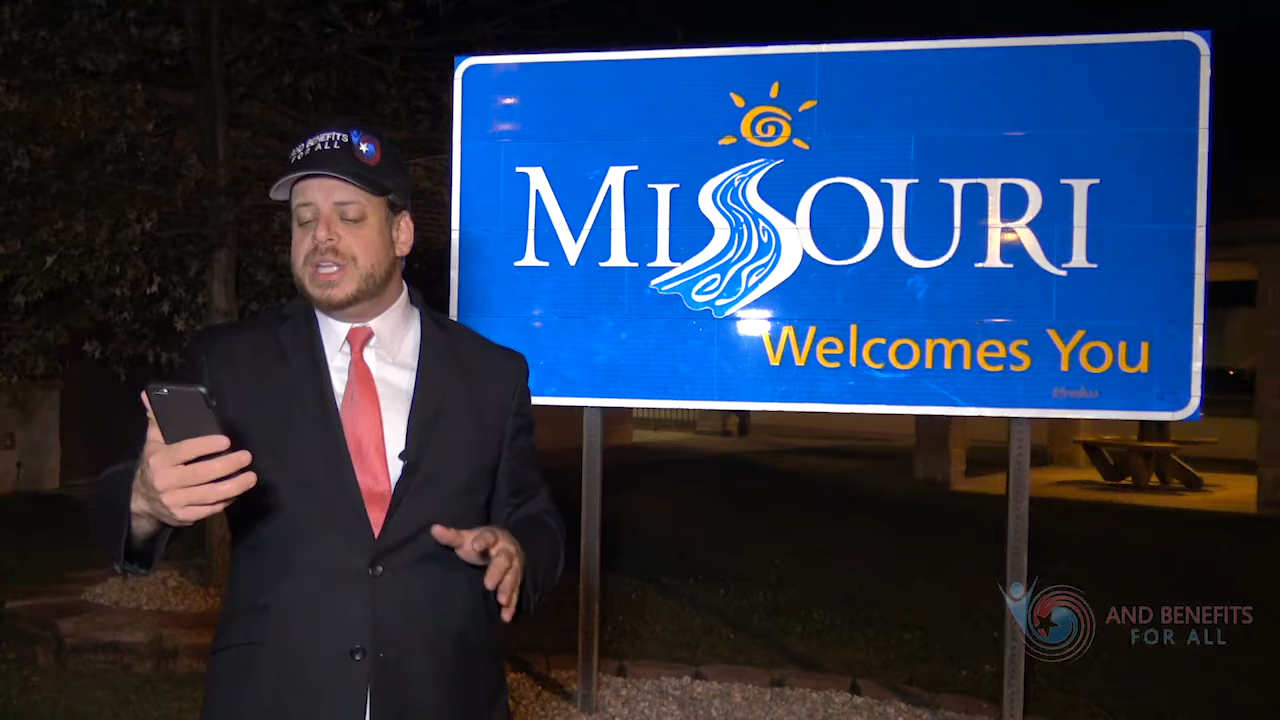 AND BENEFITS
FOR ALL
MISSOURI
Welcomes You
AND BENEFITS
FOR ALL